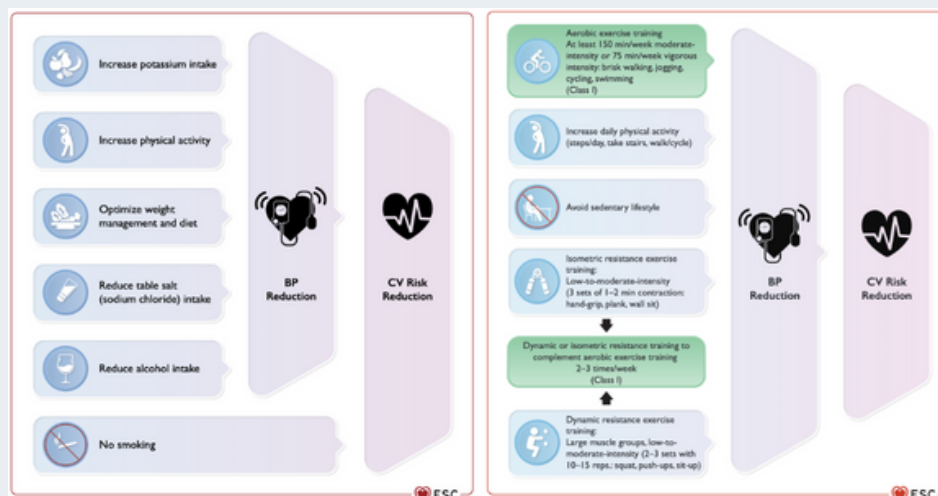 Increase potassium intake
Increase physical activity
Optimize weight
management and diet
Reduce table salt
(sodium chloride) intake
Reduce alcohol intake
No smoking
BP
Reduction
CV Risk
Reduction
ESC
Aerobic exercise training
At least 150 min/week moderate-
intensity or 75 min/week vigorous
intensity: brisk walking, jogging,
cycling, swimming
(Class I)
Increase daily physical activity
(steps/day, take stairs, walk/cycle)
Avoid sedentary lifestyle
Isometric resistance exercise
training:
Low-to-moderate-intensity
(3 sets of 1–2 min contraction:
hand-grip, plank, wall sit)
Dynamic or isometric resistance training to
complement aerobic exercise training
2–3 times/week
(Class I)
Dynamic resistance exercise
training:
Large muscle groups, low-to-
moderate-intensity (2–3 sets with
10–15 reps.: squat, push-ups, sit-up)
BP
Reduction
CV Risk
Reduction
ESC